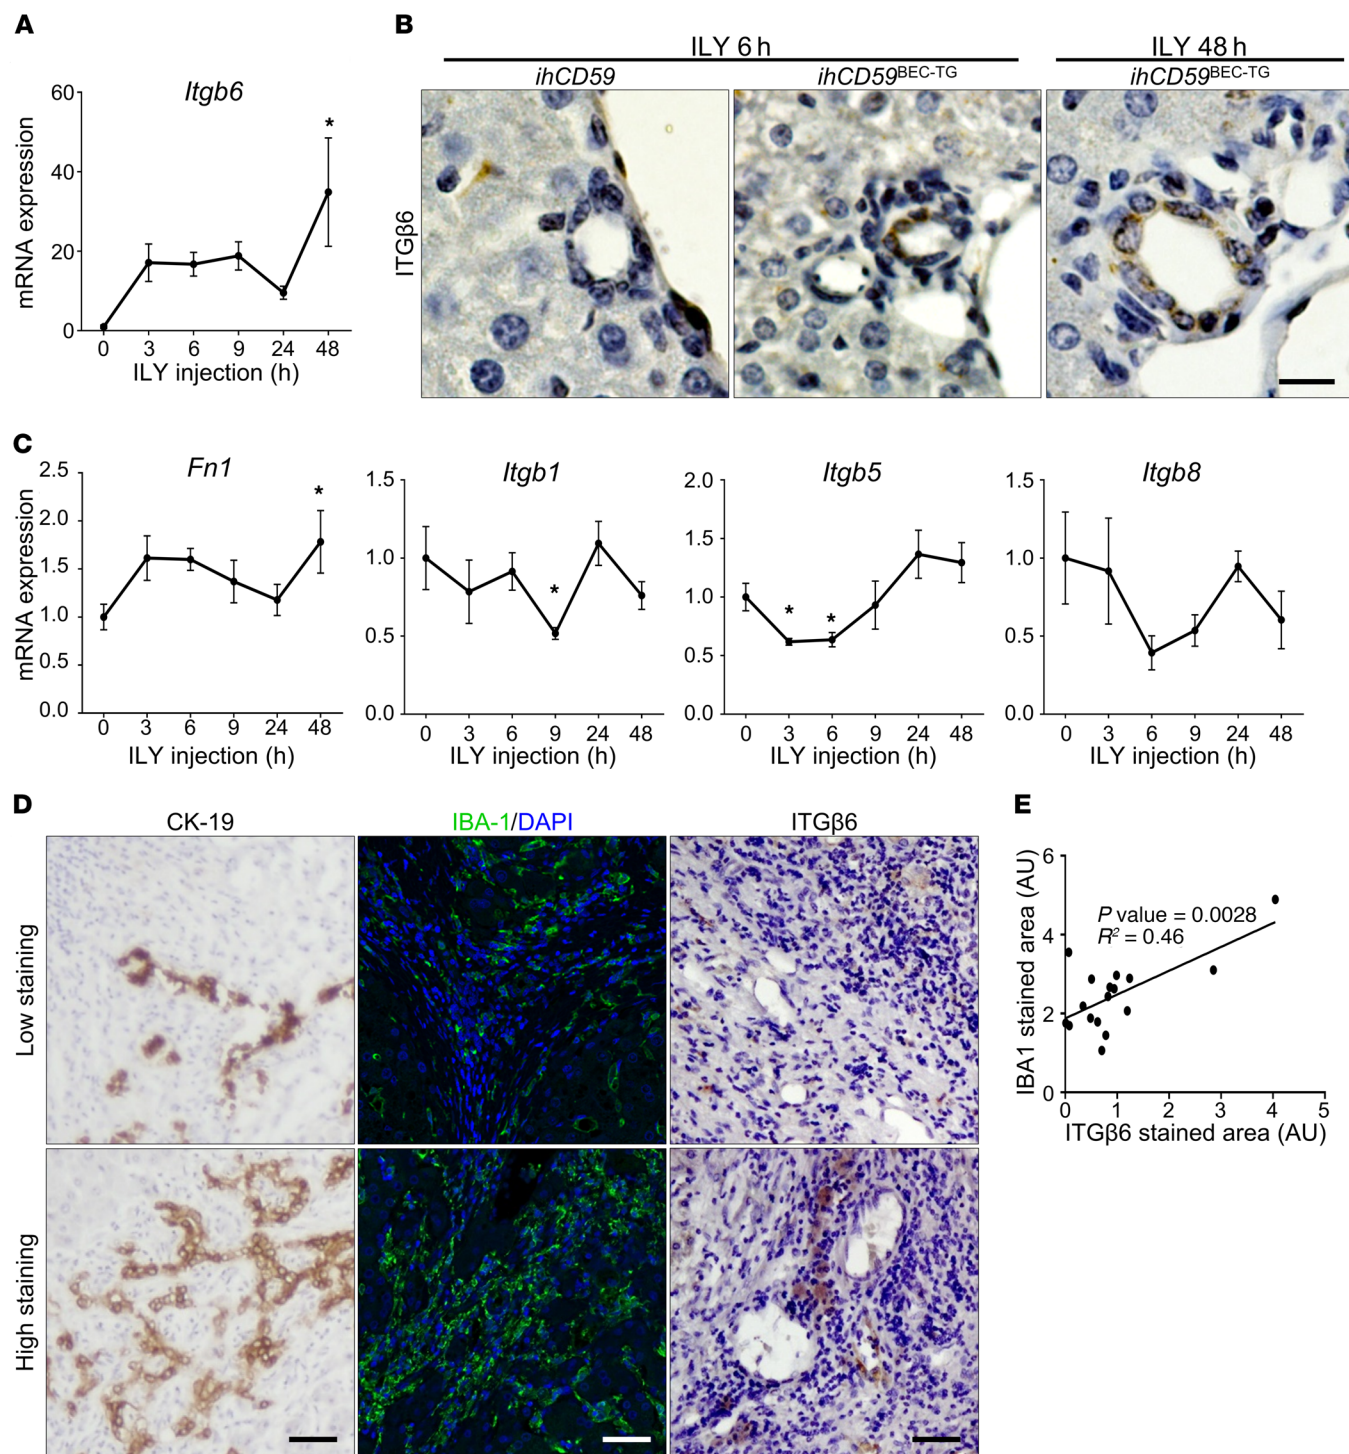 A
Itgb6
mRNA expression
60
40
20
0
*
0 3 6 9 24 48
ILY injection (h)
B
ILY 6 h
ILY 48 h
ihCD59
ihCD59BEC-TG
ihCD59BEC-TG
ITGβ6
C
Fn1
mRNA expression
2.5
2.0
1.5
1.0
0.5
0.0
*
0 3 6 9 24 48
ILY injection (h)
Itgb1
1.5
1.0
0.5
0.0
*
0 3 6 9 24 48
ILY injection (h)
Itgb5
2.0
1.5
1.0
0.5
0.0
* *
0 3 6 9 24 48
ILY injection (h)
Itgb8
1.5
1.0
0.5
0.0
0 3 6 9 24 48
ILY injection (h)
D
CK-19
IBA-1/DAPI
ITGβ6
Low staining
High staining
E
IBA1 stained area (AU)
6
4
2
0
P value = 0.0028
R² = 0.46
0 1 2 3 4 5
ITGβ6 stained area (AU)